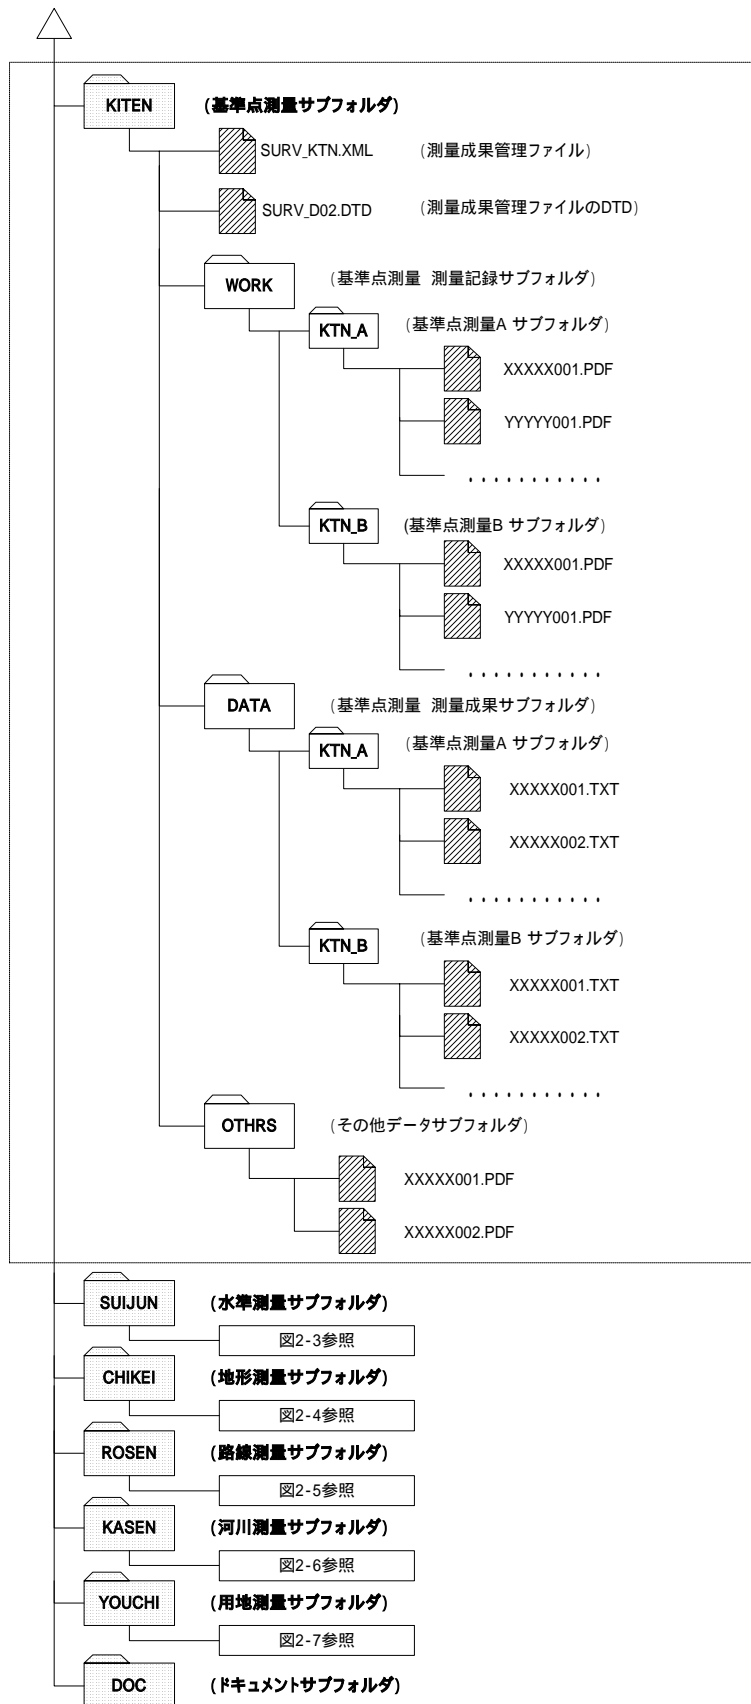 KITEN (基準点測量サブフォルダ)
SURV_KTN.XML (測量成果管理ファイル)
SURV_D02.DTD (測量成果管理ファイルのDTD)
WORK (基準点測量 測量記録サブフォルダ)
KTN_A (基準点測量A サブフォルダ)
XXXXX001.PDF
YYYYY001.PDF
...........
KTN_B (基準点測量B サブフォルダ)
XXXXX001.PDF
YYYYY001.PDF
...........
DATA (基準点測量 測量成果サブフォルダ)
KTN_A (基準点測量A サブフォルダ)
XXXXX001.TXT
XXXXX002.TXT
...........
KTN_B (基準点測量B サブフォルダ)
XXXXX001.TXT
XXXXX002.TXT
...........
OTHRS (その他データサブフォルダ)
XXXXX001.PDF
XXXXX002.PDF
SUIJUN (水準測量サブフォルダ)
図2-3参照
CHIKEI (地形測量サブフォルダ)
図2-4参照
ROSEN (路線測量サブフォルダ)
図2-5参照
KASEN (河川測量サブフォルダ)
図2-6参照
YOUCHI (用地測量サブフォルダ)
図2-7参照
DOC (ドキュメントサブフォルダ)